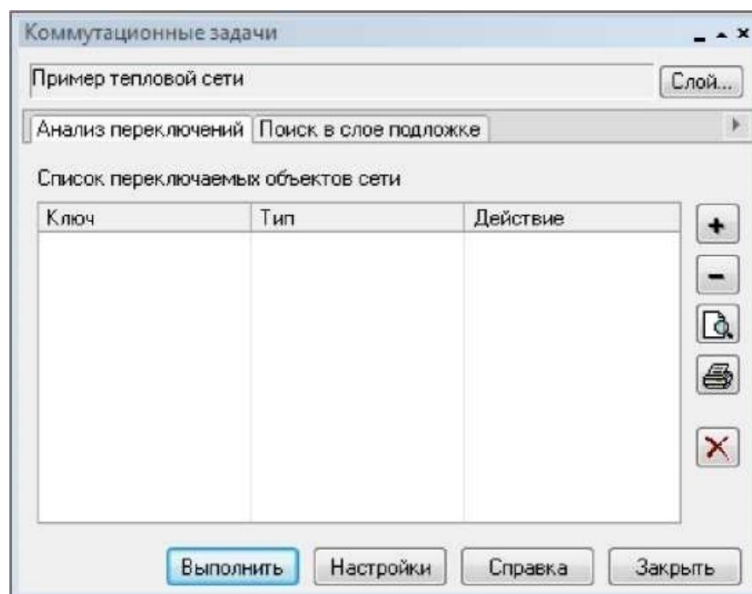 Коммутационные задачи
Пример тепловой сети
Слой...
Анализ переключений Поиск в слое подложке
Список переключаемых объектов сети
Ключ Тип Действие
Выполнить Настройки Справка Закрыть